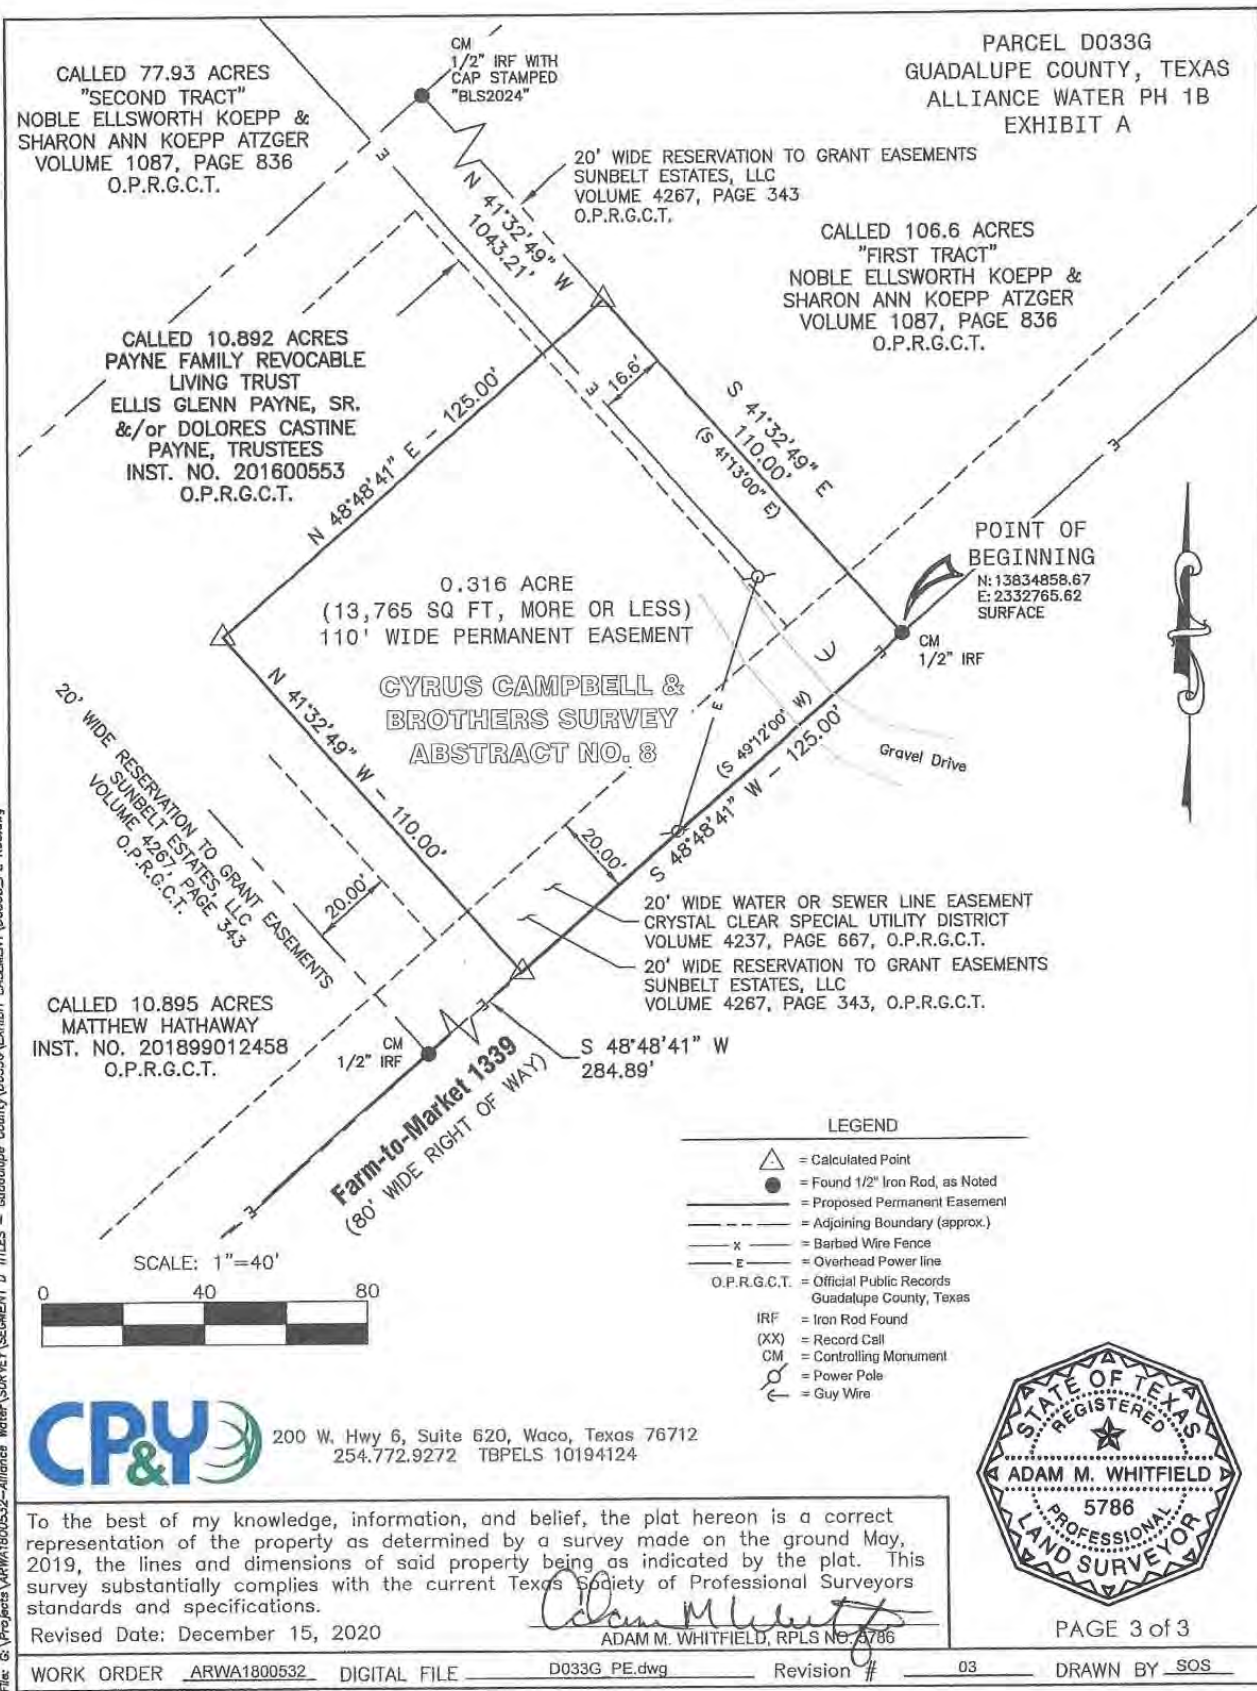 PARCEL D033G
GUADALUPE COUNTY, TEXAS
ALLIANCE WATER PH 1B
EXHIBIT A
CM
1/2" IRF WITH
CAP STAMPED
"BLS2024"
CALLED 77.93 ACRES
"SECOND TRACT"
NOBLE ELLSWORTH KOEPP &
SHARON ANN KOEPP ATZGER
VOLUME 1087, PAGE 836
O.P.R.G.C.T.
20' WIDE RESERVATION TO GRANT EASEMENTS
SUNBELT ESTATES, LLC
VOLUME 4267, PAGE 343
O.P.R.G.C.T.
N 41°32'49" W
1043.21'
CALLED 106.6 ACRES
"FIRST TRACT"
NOBLE ELLSWORTH KOEPP &
SHARON ANN KOEPP ATZGER
VOLUME 1087, PAGE 836
O.P.R.G.C.T.
CALLED 10.892 ACRES
PAYNE FAMILY REVOCABLE
LIVING TRUST
ELLIS GLENN PAYNE, SR.
&/or DOLORES CASTINE
PAYNE, TRUSTEES
INST. NO. 201600553
O.P.R.G.C.T.
N 48°48'41" E - 125.00'
16.6'
S 41°32'49" E
110.00'
(S 41°13'00" E)
E
E
E
E
E
E
E
POINT OF
BEGINNING
N: 13834858.67
E: 2332765.62
SURFACE
CM
1/2" IRF
0.316 ACRE
(13,765 SQ FT, MORE OR LESS)
110' WIDE PERMANENT EASEMENT
CYRUS CAMPBELL &
BROTHERS SURVEY
ABSTRACT NO. 8
N 41°32'49" W - 110.00'
(S 49°12'00" W)
S 48°48'41" W - 125.00'
Gravel Drive
20' WIDE RESERVATION TO GRANT EASEMENTS
SUNBELT ESTATES, LLC
VOLUME 4267, PAGE 343
O.P.R.G.C.T.
20.00'
20.00'
20' WIDE WATER OR SEWER LINE EASEMENT
CRYSTAL CLEAR SPECIAL UTILITY DISTRICT
VOLUME 4237, PAGE 667, O.P.R.G.C.T.
20' WIDE RESERVATION TO GRANT EASEMENTS
SUNBELT ESTATES, LLC
VOLUME 4267, PAGE 343, O.P.R.G.C.T.
CALLED 10.895 ACRES
MATTHEW HATHAWAY
INST. NO. 201899012458
O.P.R.G.C.T.
CM
1/2" IRF
S 48°48'41" W
284.89'
Farm-to-Market 1339
(80' WIDE RIGHT OF WAY)
LEGEND
= Calculated Point
= Found 1/2" Iron Rod, as Noted
= Proposed Permanent Easement
= Adjoining Boundary (approx.)
X = Barbed Wire Fence
E = Overhead Power line
O.P.R.G.C.T. = Official Public Records
Guadalupe County, Texas
IRF = Iron Rod Found
(XX) = Record Call
CM = Controlling Monument
= Power Pole
= Guy Wire
SCALE: 1"=40'
0 40 80
CP&Y
200 W. Hwy 6, Suite 620, Waco, Texas 76712
254.772.9272 TBPELS 10194124
STATE OF TEXAS
REGISTERED
ADAM M. WHITFIELD
5786
PROFESSIONAL
LAND SURVEYOR
To the best of my knowledge, information, and belief, the plat hereon is a correct
representation of the property as determined by a survey made on the ground May,
2019, the lines and dimensions of said property being as indicated by the plat. This
survey substantially complies with the current Texas Society of Professional Surveyors
standards and specifications.
Revised Date: December 15, 2020
ADAM M. WHITFIELD, RPLS NO. 5786
PAGE 3 of 3
WORK ORDER ARWA1800532 DIGITAL FILE D033G PE.dwg Revision # 03 DRAWN BY SOS